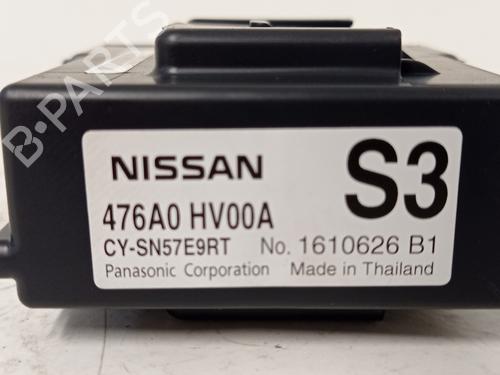 NISSAN S3
476A0 HV00A
CY-SN57E9RT No. 1610626 B1
Panasonic Corporation Made in Thailand
B-PARTS